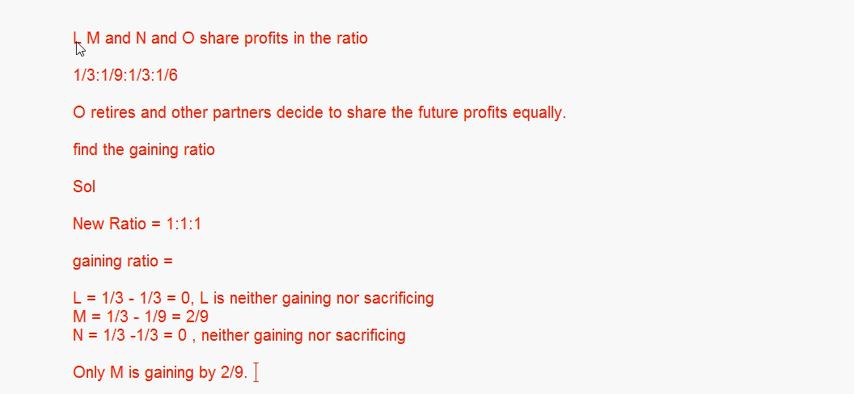 L M and N and O share profits in the ratio
1/3:1/9:1/3:1/6
O retires and other partners decide to share the future profits equally.
find the gaining ratio
Sol
New Ratio = 1:1:1
gaining ratio =
L = 1/3 - 1/3 = 0, L is neither gaining nor sacrificing
M = 1/3 - 1/9 = 2/9
N = 1/3 -1/3 = 0 , neither gaining nor sacrificing
Only M is gaining by 2/9.